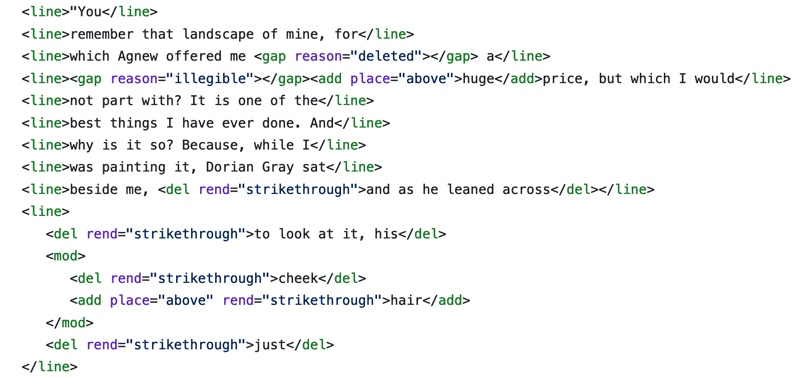 <line>"You</line>
<line>remember that landscape of mine, for</line>
<line>which Agnew offered me <gap reason="deleted"></gap> a</line>
<line><gap reason="illegible"></gap><add place="above">huge</add>price, but which I would</line>
<line>not part with? It is one of the</line>
<line>best things I have ever done. And</line>
<line>why is it so? Because, while I</line>
<line>was painting it, Dorian Gray sat</line>
<line>beside me, <del rend="strikethrough">and as he leaned across</del></line>
<line>
<del rend="strikethrough">to look at it, his</del>
<mod>
<del rend="strikethrough">cheek</del>
<add place="above" rend="strikethrough">hair</add>
</mod>
<del rend="strikethrough">just</del>
</line>